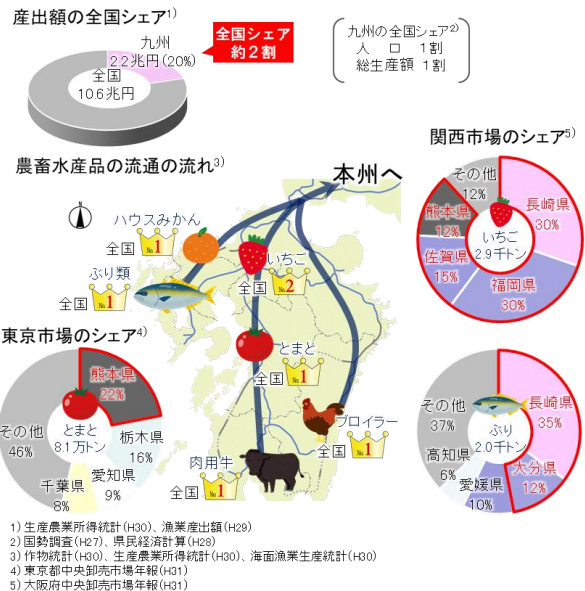 産出額の全国シェア1)
九州
2.2兆円(20%)
全国
10.6兆円
全国シェア
約2割
九州の全国シェア2)
人 口 1割
総生産額 1割
農畜水産品の流通の流れ3)
本州へ
ハウスみかん
全国 No.1
いちご
全国 No.2
ぶり類
全国 No.1
とまと
全国 No.1
ブロイラー
全国 No.1
肉用牛
全国 No.1
東京市場のシェア4)
熊本県
22%
とまと
8.1万トン
栃木県
16%
愛知県
9%
千葉県
8%
その他
46%
関西市場のシェア5)
その他
12%
長崎県
30%
熊本県
12%
いちご
2.9千トン
佐賀県
15%
福岡県
30%
長崎県
35%
その他
37%
ぶり
2.0千トン
高知県
6%
大分県
12%
愛媛県
10%
1)生産農業所得統計(H30)、漁業産出額(H29)
2)国勢調査(H27)、県民経済計算(H28)
3)作物統計(H30)、生産農業所得統計(H30)、海面漁業生産統計(H30)
4)東京都中央卸売市場年報(H31)
5)大阪府中央卸売市場年報(H31)